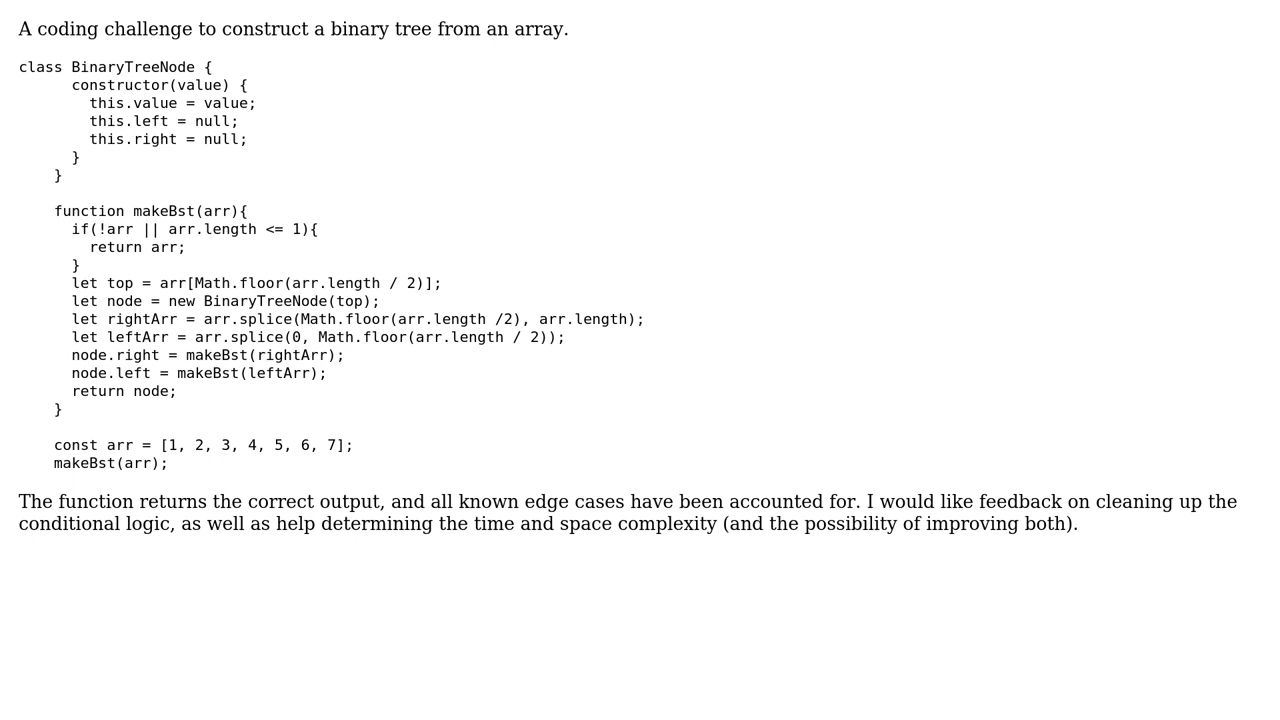 A coding challenge to construct a binary tree from an array.
class BinaryTreeNode {
      constructor(value) {
        this.value = value;
        this.left = null;
        this.right = null;
      }
    }

    function makeBst(arr){
      if(!arr || arr.length <= 1){
        return arr;
      }
      let top = arr[Math.floor(arr.length / 2)];
      let node = new BinaryTreeNode(top);
      let rightArr = arr.splice(Math.floor(arr.length /2), arr.length);
      let leftArr = arr.splice(0, Math.floor(arr.length / 2));
      node.right = makeBst(rightArr);
      node.left = makeBst(leftArr);
      return node;
    }

    const arr = [1, 2, 3, 4, 5, 6, 7];
    makeBst(arr);
The function returns the correct output, and all known edge cases have been accounted for. I would like feedback on cleaning up the
conditional logic, as well as help determining the time and space complexity (and the possibility of improving both).